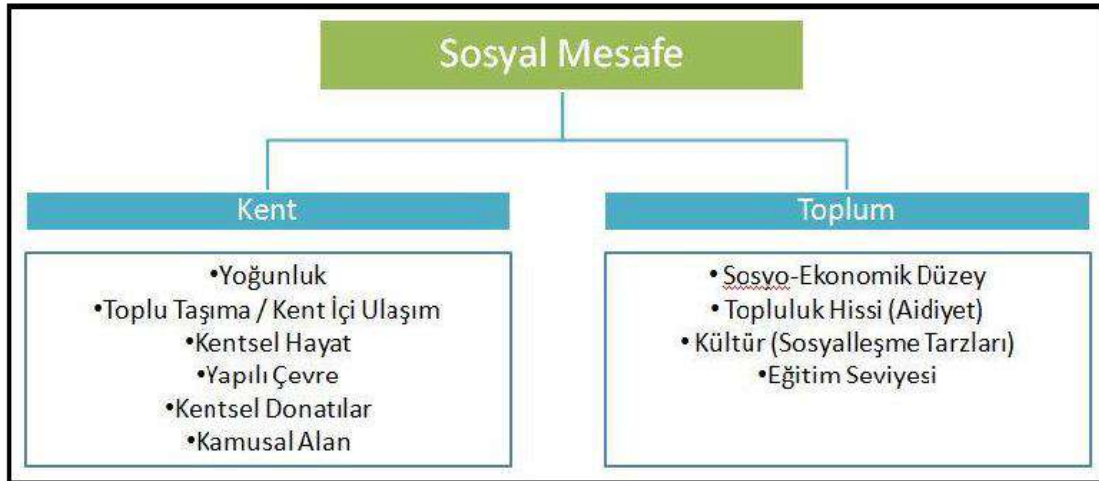 Sosyal Mesafe
Kent
•Yoğunluk
•Toplu Taşıma / Kent İçi Ulaşım
•Kentsel Hayat
•Yapılı Çevre
•Kentsel Donatılar
•Kamusal Alan
Toplum
• Sosyo-Ekonomik Düzey
• Topluluk Hissi (Aidiyet)
• Kültür (Sosyalleşme Tarzları)
•Eğitim Seviyesi